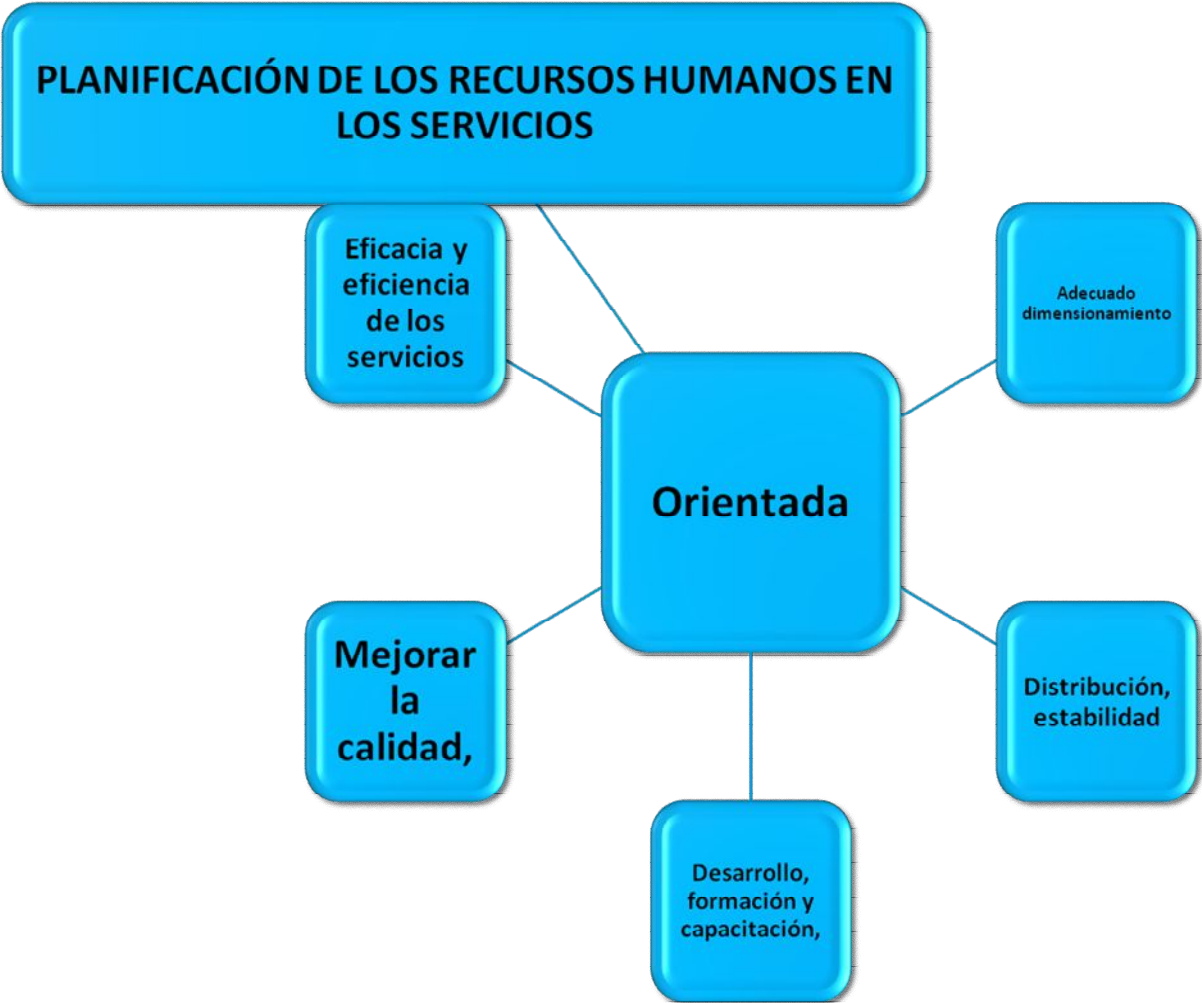 PLANIFICACIÓN DE LOS RECURSOS HUMANOS EN
LOS SERVICIOS
Eficacia y
eficiencia
de los
servicios
Adecuado
dimensionamiento
Orientada
Mejorar
la
calidad,
Distribución,
estabilidad
Desarrollo,
formación y
capacitación,